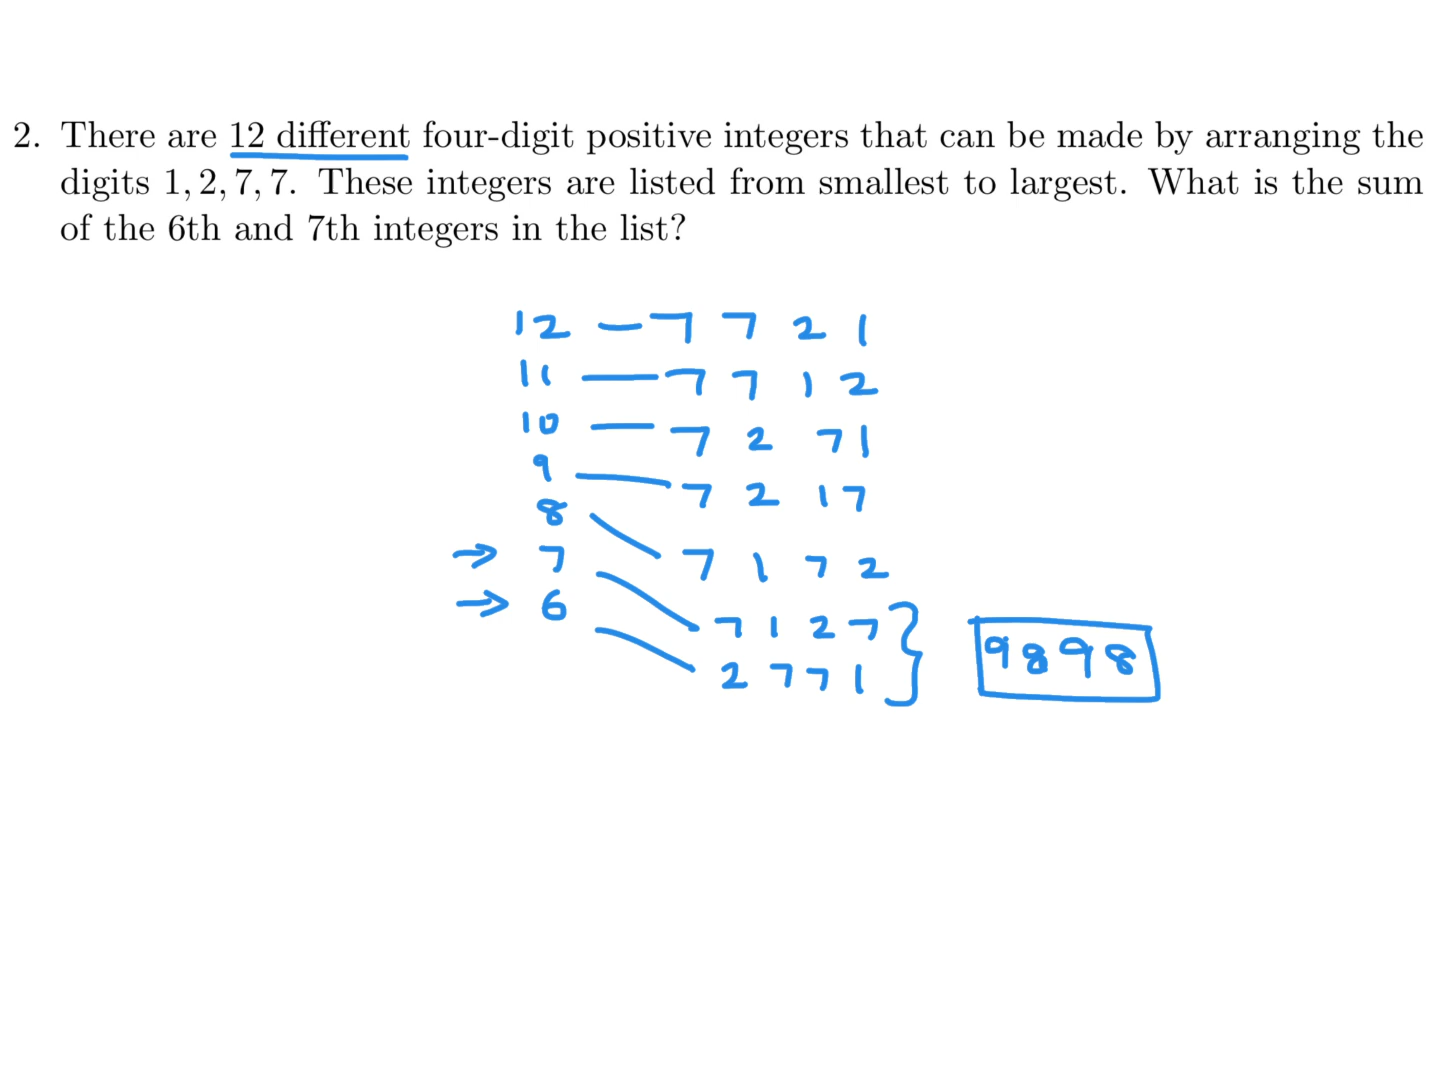 2. There are 12 different four-digit positive integers that can be made by arranging the
digits 1, 2, 7, 7. These integers are listed from smallest to largest. What is the sum
of the 6th and 7th integers in the list?
12 — 7 7 2 1
11 — 7 7 1 2
10 — 7 2 7 1
9 — 7 2 1 7
8 — 7 1 7 2
→ 7 — 7 1 2 7
→ 6 — 2 7 7 1
} 9898